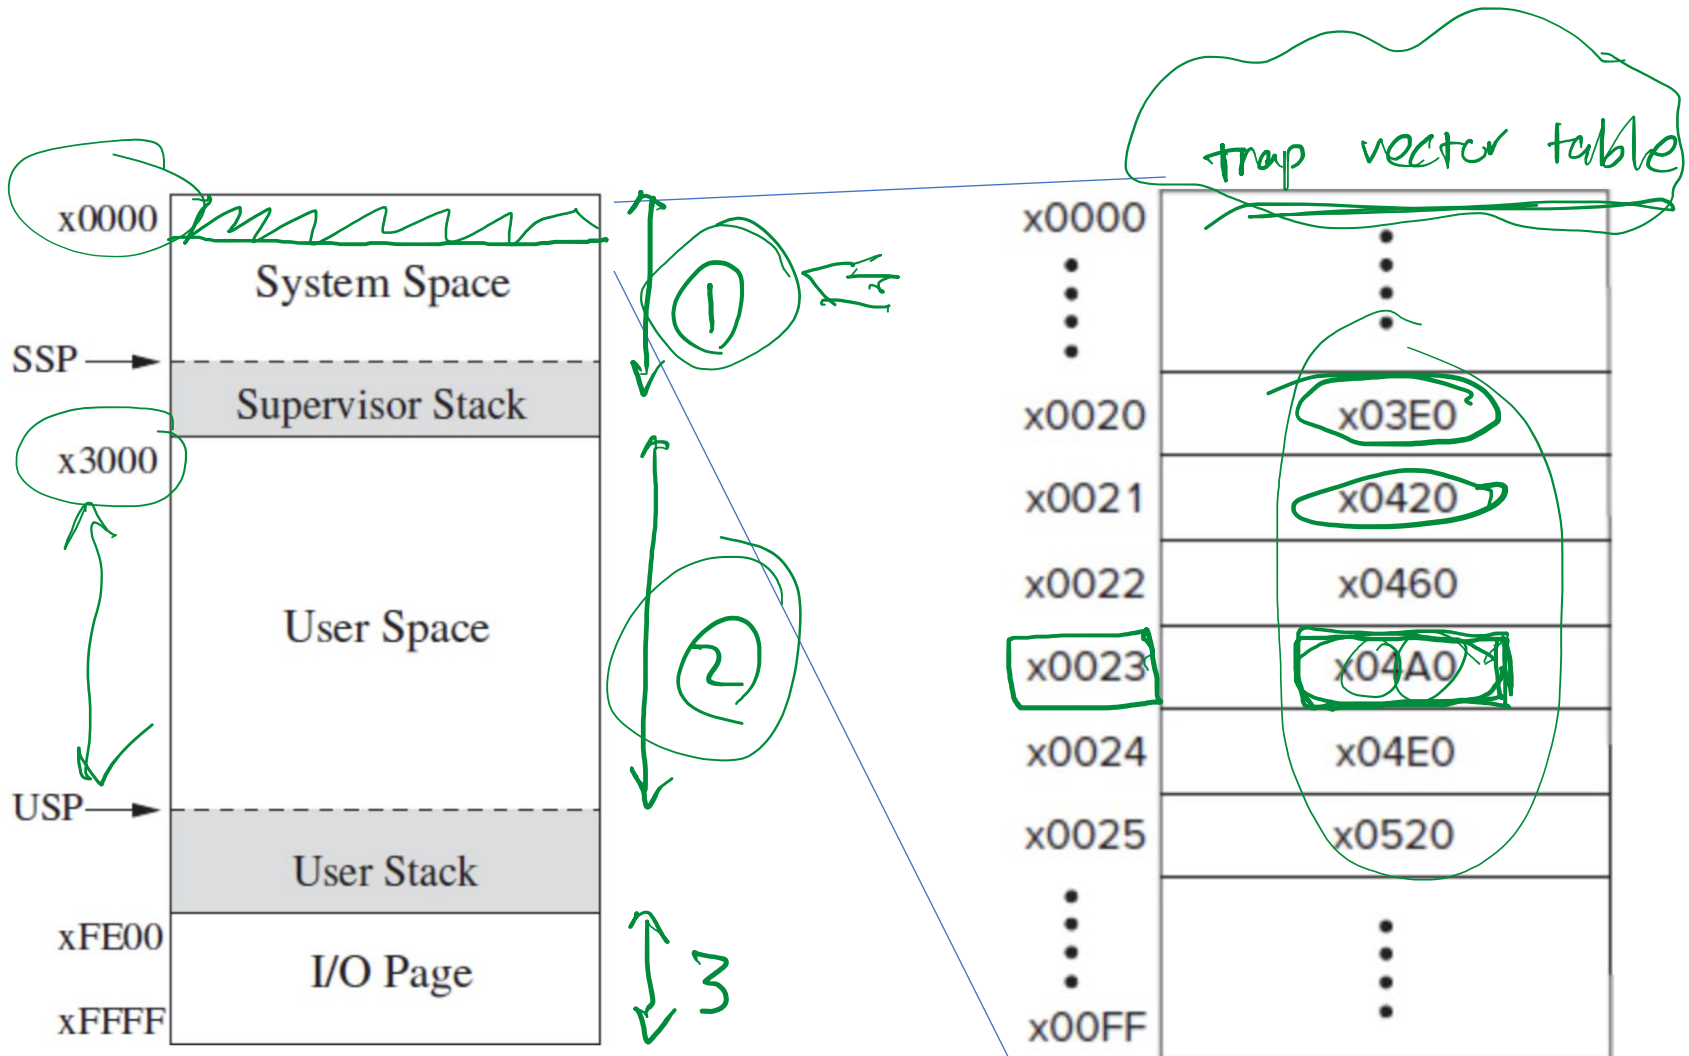 x0000
System Space
SSP
Supervisor Stack
x3000
User Space
USP
User Stack
xFE00
I/O Page
xFFFF
1
2
3
trap vector table
x0000
x0020 x03E0
x0021 x0420
x0022 x0460
x0023 x04A0
x0024 x04E0
x0025 x0520
x00FF